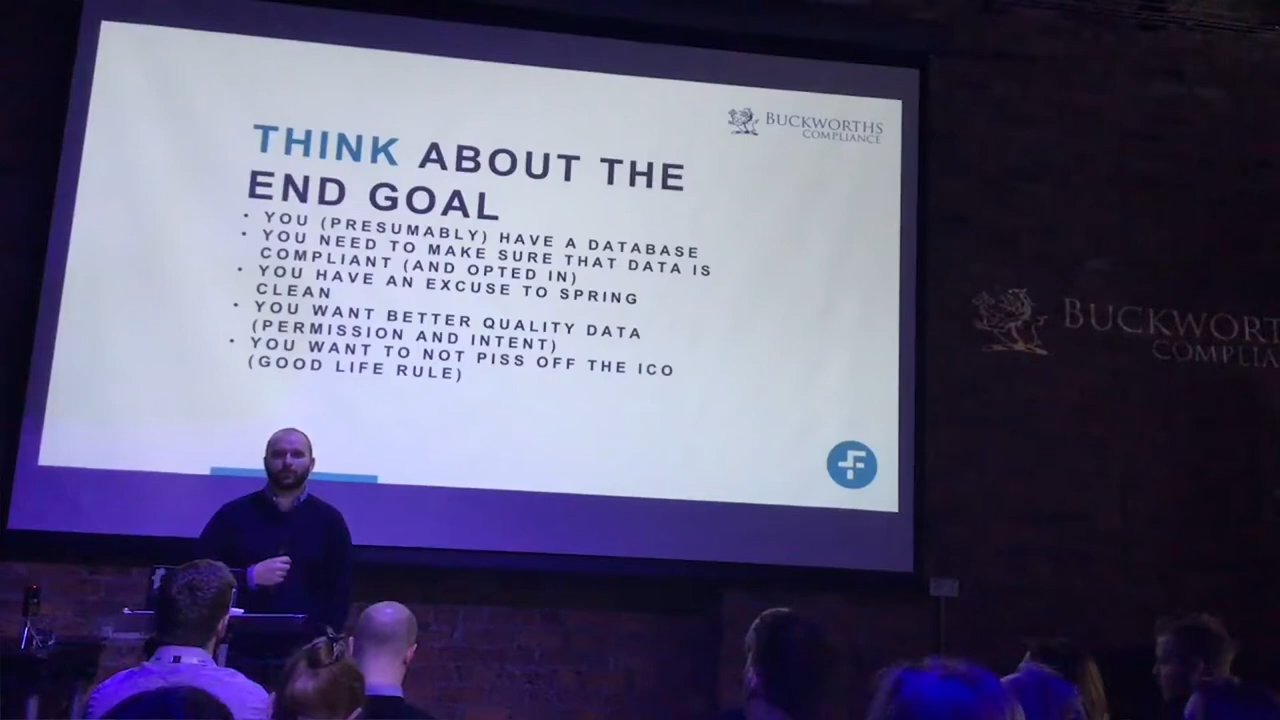 BUCKWORTHS
COMPLIANCE
THINK ABOUT THE
END GOAL
• YOU (PRESUMABLY) HAVE A DATABASE
• YOU NEED TO MAKE SURE THAT DATA IS
COMPLIANT (AND OPTED IN)
• YOU HAVE AN EXCUSE TO SPRING
CLEAN
• YOU WANT BETTER QUALITY DATA
(PERMISSION AND INTENT)
• YOU WANT TO NOT PISS OFF THE ICO
(GOOD LIFE RULE)
BUCKWORT
COMPLIA